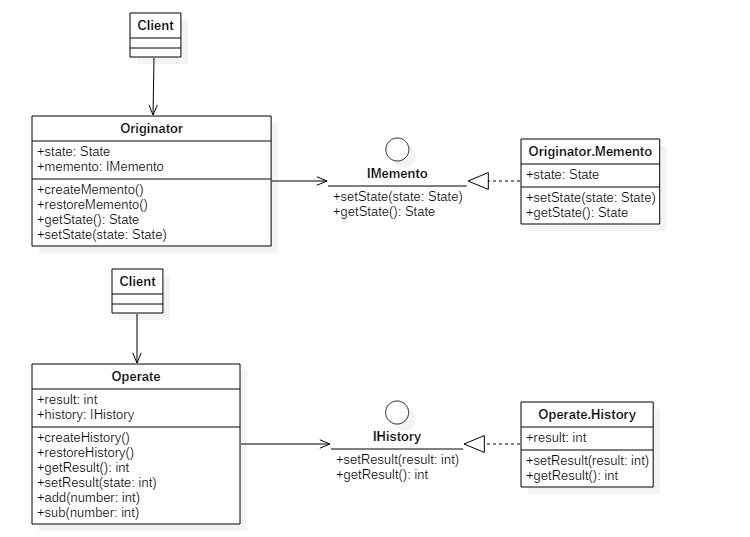 Client
Originator
+state: State
+memento: IMemento
+createMemento()
+restoreMemento()
+getState(): State
+setState(state: State)
IMemento
+setState(state: State)
+getState(): State
Originator.Memento
+state: State
+setState(state: State)
+getState(): State
Client
Operate
+result: int
+history: IHistory
+createHistory()
+restoreHistory()
+getResult(): int
+setResult(state: int)
+add(number: int)
+sub(number: int)
IHistory
+setResult(result: int)
+getResult(): int
Operate.History
+result: int
+setResult(result: int)
+getResult(): int